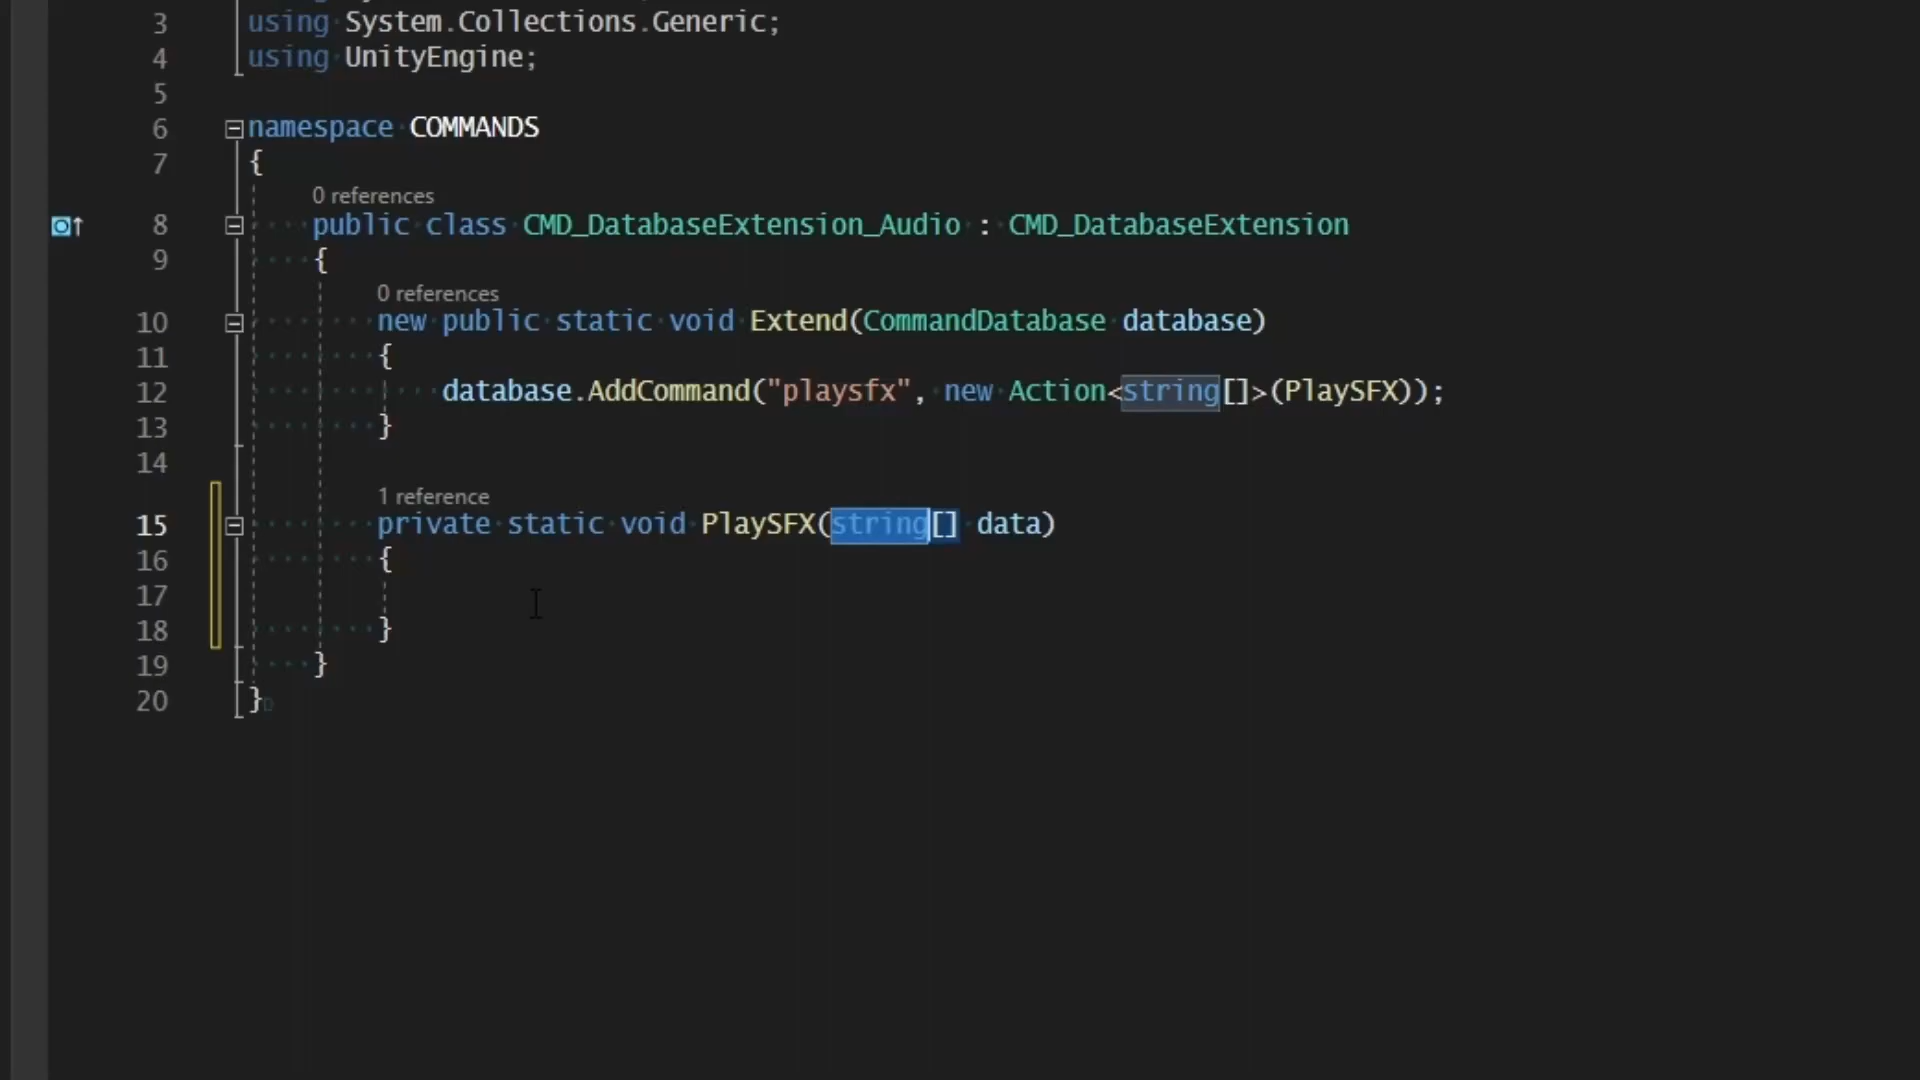 3 using System.Collections.Generic;
4 using UnityEngine;
5
6 namespace COMMANDS
7 {
0 references
8 public class CMD_DatabaseExtension_Audio : CMD_DatabaseExtension
9 {
0 references
10 new public static void Extend(CommandDatabase database)
11 {
12 database.AddCommand("playsfx", new Action<string[]>(PlaySFX));
13 }
14
1 reference
15 private static void PlaySFX(string[] data)
16 {
17
18 }
19 }
20 }